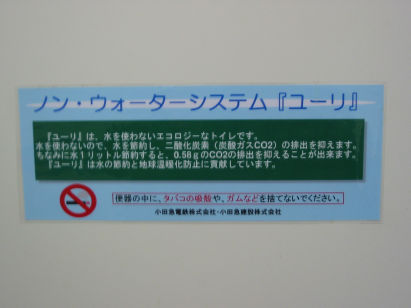 ノン・ウォーターシステム『ユーリ』
『ユーリ』は、水を使わないエコロジーなトイレです。
水を使わないので、水を節約し、二酸化炭素（炭酸ガスCO2）の排出を抑えます。
ちなみに水1リットル節約すると、0.58gのCO2の排出を抑えることが出来ます。
『ユーリ』は水の節約と地球温暖化防止に貢献しています。
便器の中に、タバコの吸殻や、ガムなどを捨てないでください。
小田急電鉄株式会社・小田急建設株式会社